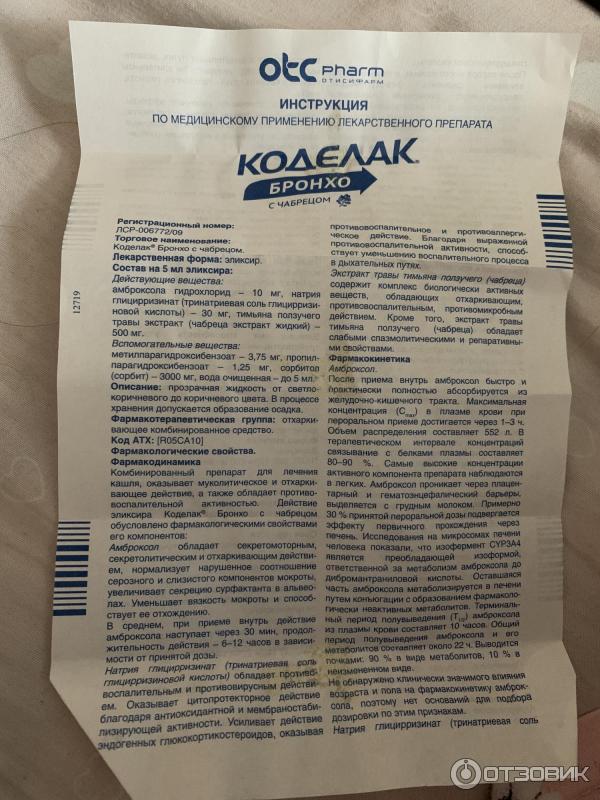 отс pharm
ОТИСИФАРМ
ИНСТРУКЦИЯ
ПО МЕДИЦИНСКОМУ ПРИМЕНЕНИЮ ЛЕКАРСТВЕННОГО ПРЕПАРАТА
КОДЕЛАК®
БРОНХО
С ЧАБРЕЦОМ
Регистрационный номер:
ЛСР-006772/09
Торговое наименование:
Коделак® Бронхо с чабрецом.
Лекарственная форма: эликсир.
Состав на 5 мл эликсира:
Действующие вещества:
амброксола гидрохлорид – 10 мг, натрия
глицирризинат (тринатриевая соль глицирризи-
новой кислоты) – 30 мг, тимьяна ползучего
травы экстракт (чабреца экстракт жидкий) –
500 мг.
Вспомогательные вещества:
метилпарагидроксибензоат – 3,75 мг, пропил-
парагидроксибензоат – 1,25 мг, сорбитол
(сорбит) – 3000 мг, вода очищенная – до 5 мл.
Описание: прозрачная жидкость от светло-
коричневого до коричневого цвета. В процессе
хранения допускается образование осадка.
Фармакотерапевтическая группа: отхарки-
вающее комбинированное средство.
Код АТХ: [R05CA10]
Фармакологические свойства.
Фармакодинамика
Комбинированный препарат для лечения
кашля, оказывает муколитическое и отхарки-
вающее действие, а также обладает противо-
воспалительной активностью. Действие
эликсира Коделак® Бронхо с чабрецом
обусловлено фармакологическими свойствами
его компонентов:
Амброксол обладает секретомоторным,
секретолитическим и отхаркивающим действи-
ем, нормализует нарушенное соотношение
серозного и слизистого компонентов мокроты,
увеличивает секрецию сурфактанта в альвео-
лах. Уменьшает вязкость мокроты и способ-
ствует ее отхождению.
В среднем, при приеме внутрь действие
амброксола наступает через 30 мин, продол-
жительность действия – 6–12 часов в зависи-
мости от принятой дозы.
Натрия глицирризинат (тринатриевая соль
глицирризиновой кислоты) обладает противо-
воспалительным и противовирусным действи-
ем. Оказывает цитопротекторное действие
благодаря антиоксидантной и мембраностаби-
лизирующей активности. Усиливает действие
эндогенных глюкокортикостероидов, оказывая
12719
противовоспалительное и противоаллерги-
ческое действие. Благодаря выраженной
противовоспалительной активности, способ-
ствует уменьшению воспалительного процесса
в дыхательных путях.
Экстракт травы тимьяна ползучего (чабреца)
содержит комплекс биологически активных
веществ, обладающих отхаркивающим,
противовоспалительным, противомикробным
действием. Кроме того, экстракт травы
тимьяна ползучего (чабреца) обладает
слабыми спазмолитическими и репаративны-
ми свойствами.
Фармакокинетика
Амброксол.
После приема внутрь амброксол быстро и
практически полностью абсорбируется из
желудочно-кишечного тракта. Максимальная
концентрация (Cmax) в плазме крови при
пероральном приеме достигается через 1–3 ч.
Объем распределения составляет 552 л. В
терапевтическом интервале концентраций
связывание с белками плазмы составляет
80–90 %. Самые высокие концентрации
активного компонента препарата наблюдаются
в легких. Амброксол проникает через плацен-
тарный и гематоэнцефалический барьеры,
выделяется с грудным молоком. Примерно
30 % принятой пероральной дозы подвергается
эффекту первичного прохождения через
печень. Исследования на микросомах печени
человека показали, что изофермент CYP3A4
является преобладающей изоформой,
ответственной за метаболизм амброксола до
дибромантраниловой кислоты. Оставшаяся
часть амброксола метаболизируется в печени
путем конъюгации с образованием фармаколо-
гически неактивных метаболитов. Терминаль-
ный период полувыведения (T1/2) амброксола
из плазмы крови составляет 10 часов. Общий
период полувыведения амброксола и его
метаболитов составляет около 22 ч. Выводится
почками: 90 % в виде метаболитов, 10 % в
неизмененном виде.
Не обнаружено клинически значимого влияния
возраста и пола на фармакокинетику амброк-
сола, поэтому нет оснований для подбора
дозировки по этим признакам.
Натрия глицирризинат (тринатриевая соль
ОТЗОВИК